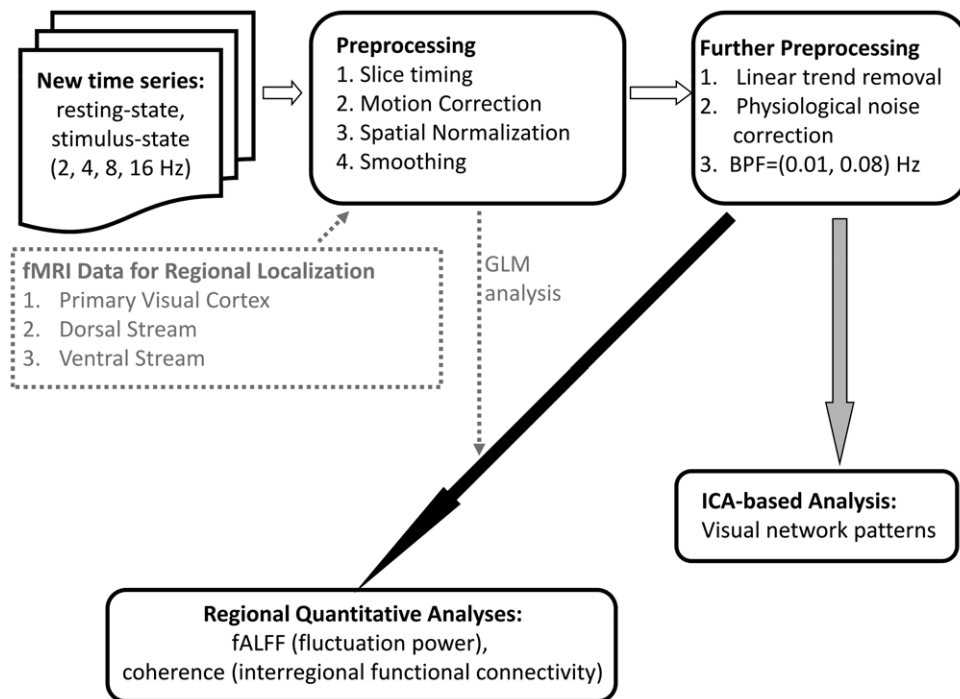 New time series:
resting-state,
stimulus-state
(2, 4, 8, 16 Hz)
Preprocessing
1. Slice timing
2. Motion Correction
3. Spatial Normalization
4. Smoothing
Further Preprocessing
1. Linear trend removal
2. Physiological noise
correction
3. BPF=(0.01, 0.08) Hz
fMRI Data for Regional Localization
1. Primary Visual Cortex
2. Dorsal Stream
3. Ventral Stream
GLM
analysis
ICA-based Analysis:
Visual network patterns
Regional Quantitative Analyses:
fALFF (fluctuation power),
coherence (interregional functional connectivity)